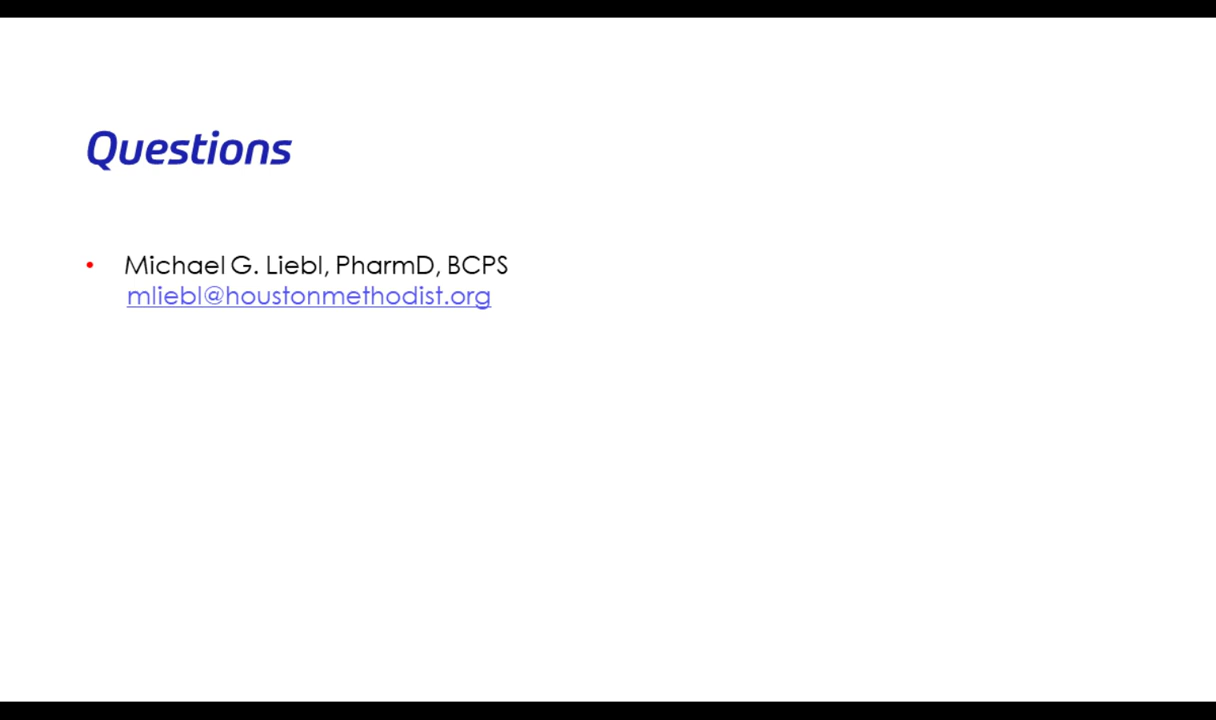 Questions
• Michael G. Liebl, PharmD, BCPS
mliebl@houstonmethodist.org